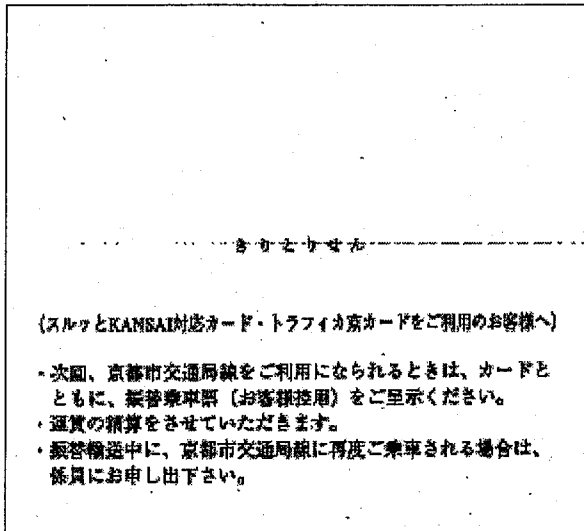 きりとりせん
(スルッとKANSAI対応カード・トラフィカ京カードをご利用のお客様へ)
・次回、京都市交通局線をご利用になられるときは、カードと
ともに、振替乗車票(お客様控用)をご呈示ください。
・運賃の精算をさせていただきます。
・振替輸送中に、京都市交通局線に再度ご乗車される場合は、
係員にお申し出下さい。